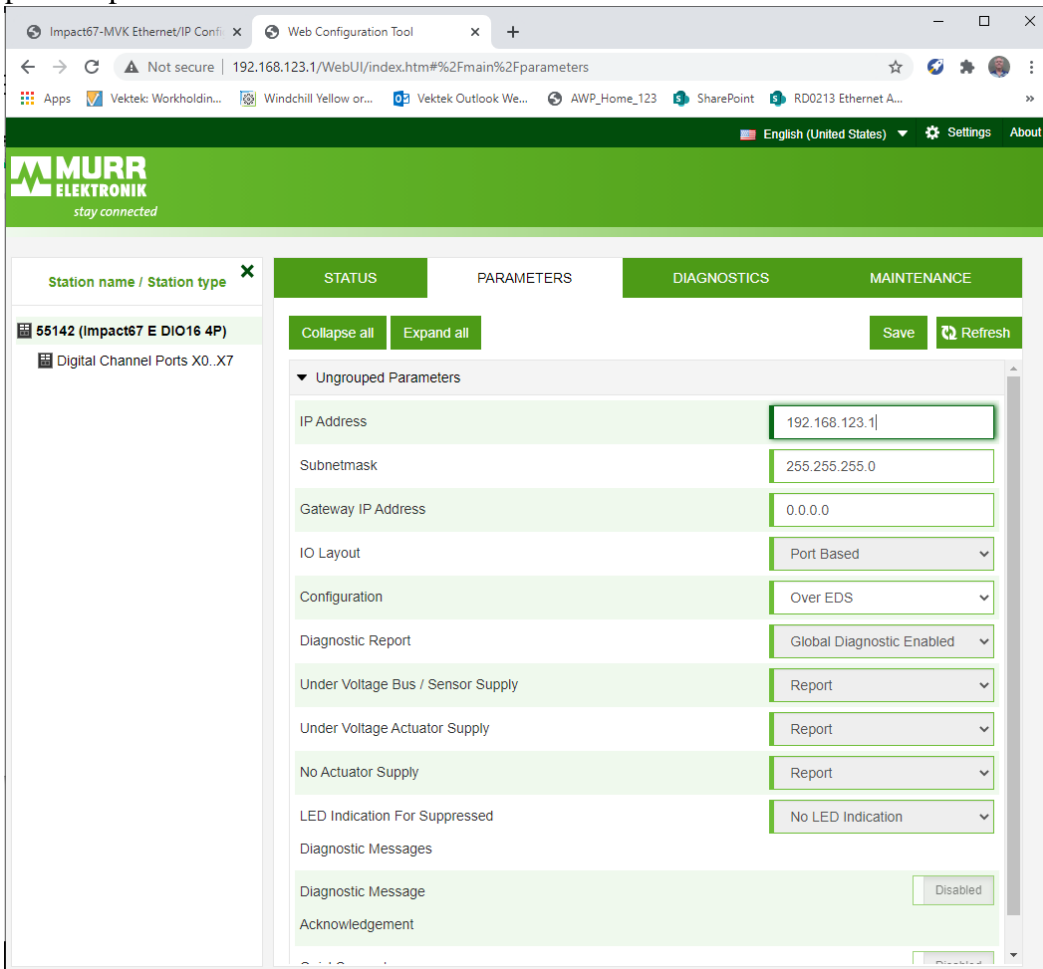 Impact67-MVK Ethernet/IP Confi
Web Configuration Tool
Not secure | 192.168.123.1/WebUI/index.htm#%2Fmain%2Fparameters
Apps
Vektek: Workholdin...
Windchill Yellow or...
Vektek Outlook We...
AWP_Home_123
SharePoint
RD0213 Ethernet A...
»
English (United States)
Settings
About
MURR
ELEKTRONIK
stay connected
Station name / Station type
55142 (Impact67 E DIO16 4P)
Digital Channel Ports X0..X7
STATUS
PARAMETERS
DIAGNOSTICS
MAINTENANCE
Collapse all
Expand all
Save
Refresh
Ungrouped Parameters
IP Address
192.168.123.1
Subnetmask
255.255.255.0
Gateway IP Address
0.0.0.0
IO Layout
Port Based
Configuration
Over EDS
Diagnostic Report
Global Diagnostic Enabled
Under Voltage Bus / Sensor Supply
Report
Under Voltage Actuator Supply
Report
No Actuator Supply
Report
LED Indication For Suppressed
Diagnostic Messages
No LED Indication
Diagnostic Message
Acknowledgement
Disabled